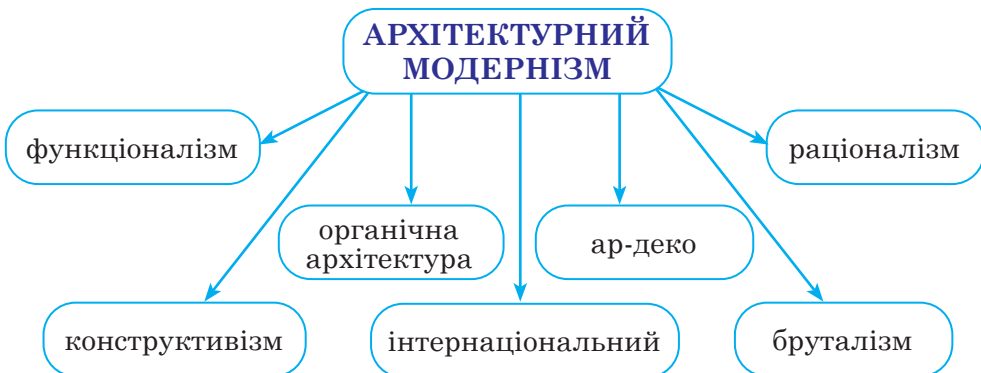 АРХІТЕКТУРНИЙ
МОДЕРНІЗМ
функціоналізм
раціоналізм
органічна
архітектура
ар-деко
конструктивізм
інтернаціональний
бруталізм